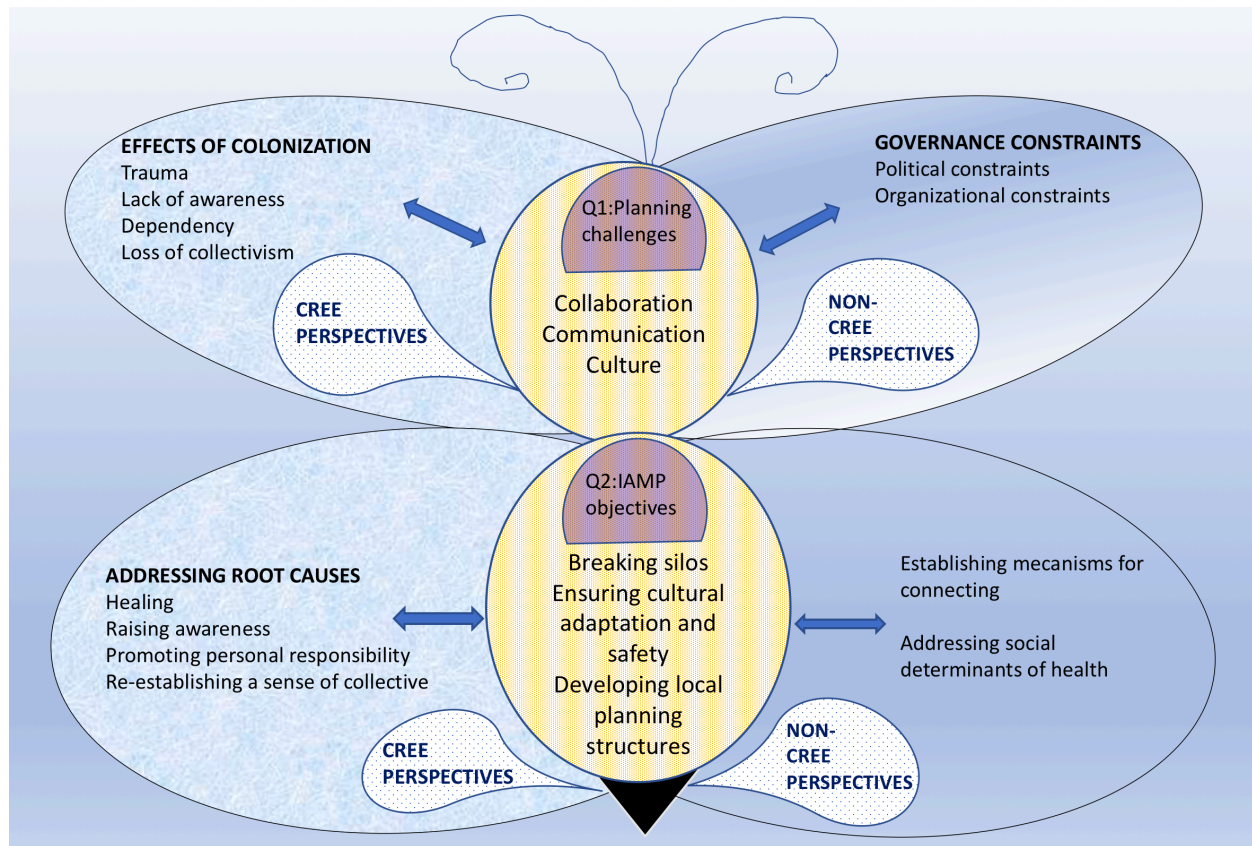 EFFECTS OF COLONIZATION
Trauma
Lack of awareness
Dependency
Loss of collectivism
CREE
PERSPECTIVES
Q1:Planning
challenges
Collaboration
Communication
Culture
GOVERNANCE CONSTRAINTS
Political constraints
Organizational constraints
NON-
CREE
PERSPECTIVES
ADDRESSING ROOT CAUSES
Healing
Raising awareness
Promoting personal responsibility
Re-establishing a sense of collective
CREE
PERSPECTIVES
Q2:IAMP
objectives
Breaking silos
Ensuring cultural
adaptation and
safety
Developing local
planning
structures
Establishing mechanisms for
connecting
Addressing social
determinants of health
NON-
CREE
PERSPECTIVES